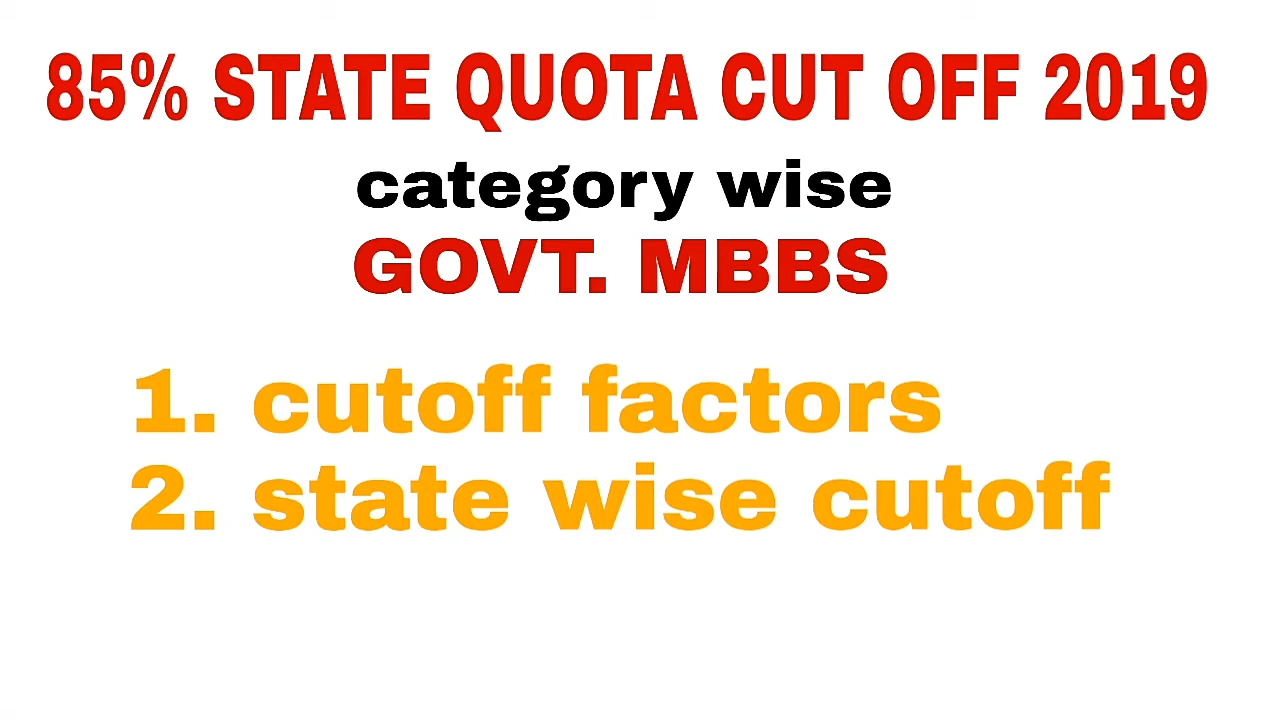 85% STATE QUOTA CUT OFF 2019
category wise
GOVT. MBBS
1. cutoff factors
2. state wise cutoff